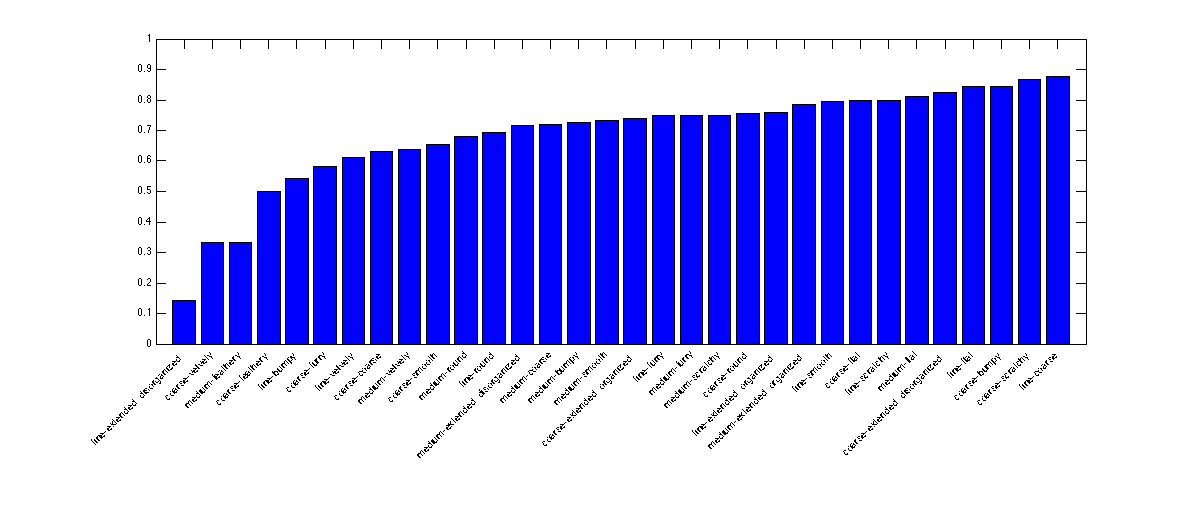 1
0.9
0.8
0.7
0.6
0.5
0.4
0.3
0.2
0.1
0
fine-extended disorganized
coarse-velvety
medium-leathery
coarse-leathery
fine-bumpy
coarse-furry
fine-velvety
coarse-coarse
medium-velvety
coarse-smooth
medium-round
fine-round
medium-extended disorganized
medium-coarse
medium-bumpy
medium-smooth
coarse-extended organized
fine-furry
medium-furry
medium-scratchy
coarse-round
fine-extended organized
medium-extended organized
fine-smooth
coarse-flat
fine-scratchy
medium-flat
coarse-extended disorganized
fine-flat
coarse-bumpy
coarse-scratchy
fine-coarse